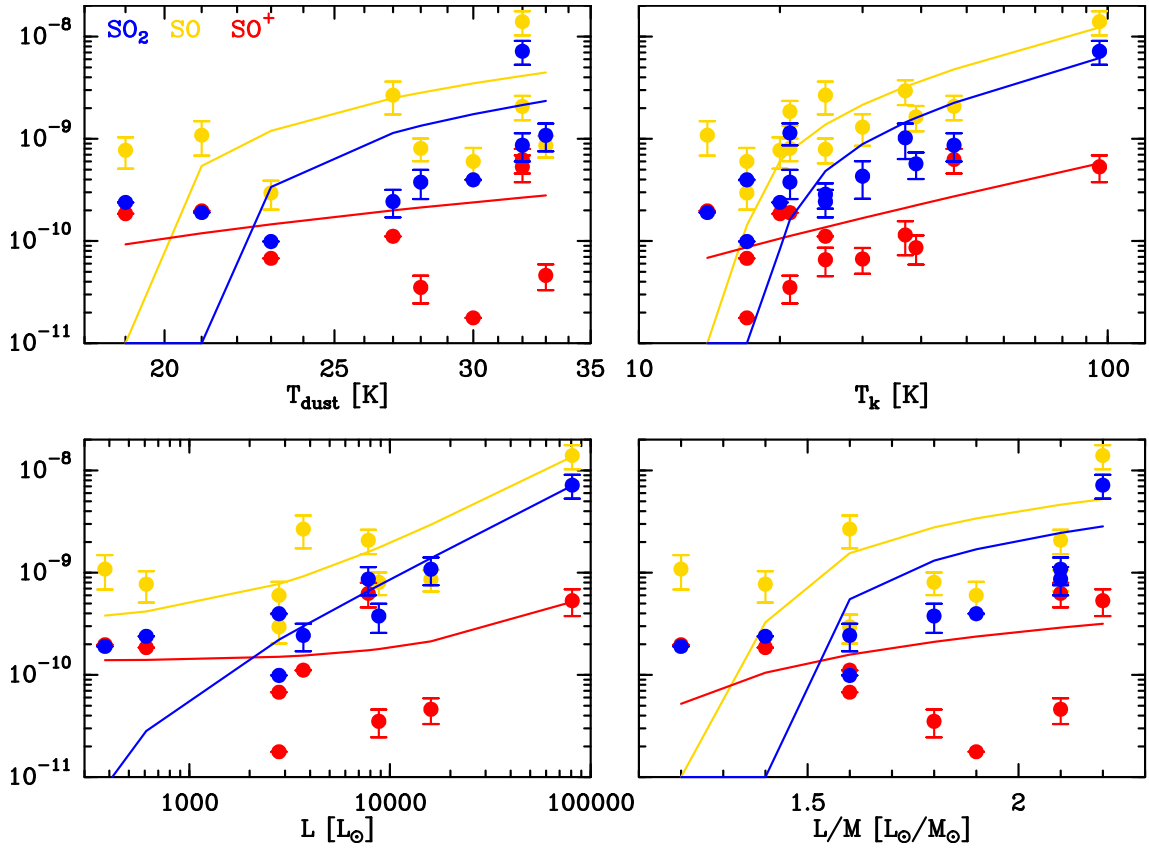 SO₂ SO SO⁺
10⁻⁸
10⁻⁹
10⁻¹⁰
10⁻¹¹
20 25 30 35
T_dust [K]
10 100
T_k [K]
10⁻⁸
10⁻⁹
10⁻¹⁰
10⁻¹¹
1000 10000 100000
L [L⊙]
1.5 2
L/M [L⊙/M⊙]